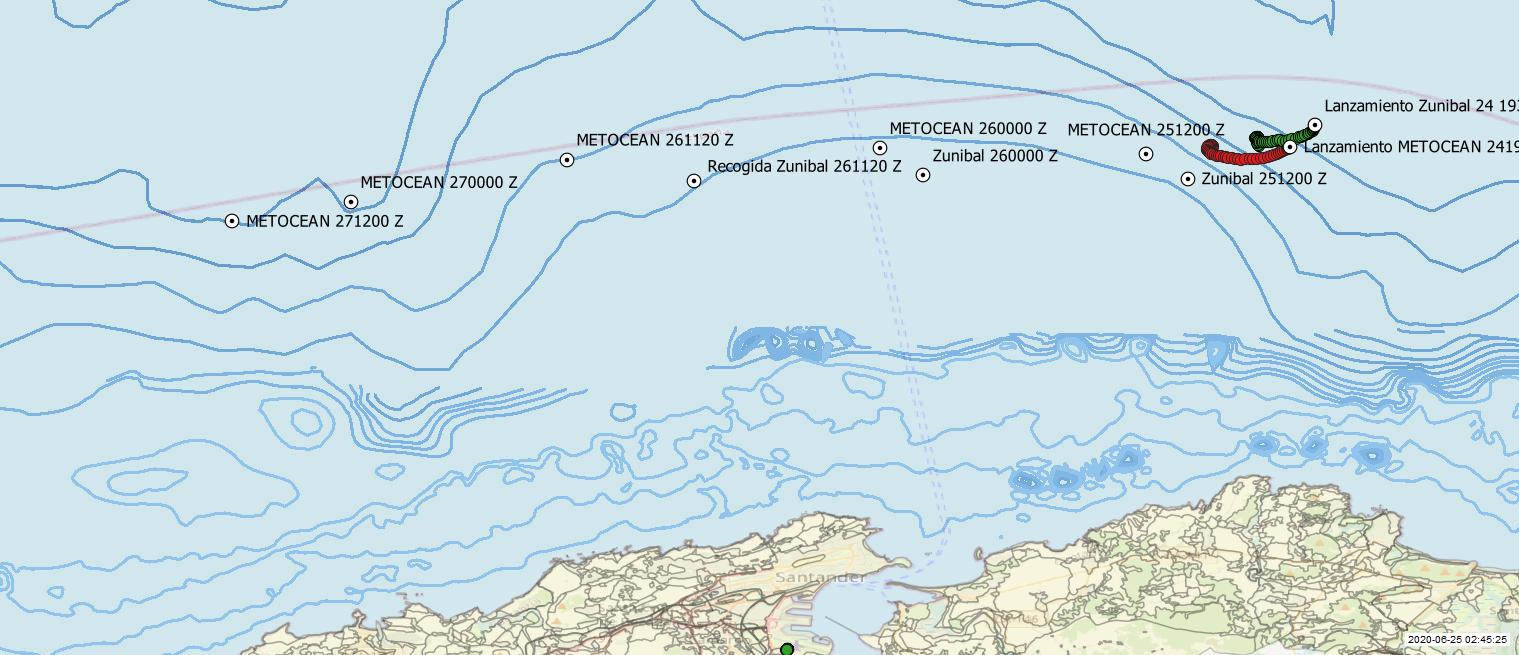 Lanzamiento Zunibal 24 193
METOCEAN 260000 Z
METOCEAN 251200 Z
METOCEAN 261120 Z
Lanzamiento METOCEAN 2419
Zunibal 260000 Z
Recogida Zunibal 261120 Z
METOCEAN 270000 Z
Zunibal 251200 Z
METOCEAN 271200 Z
Santander
2020-06-25 02:45:25